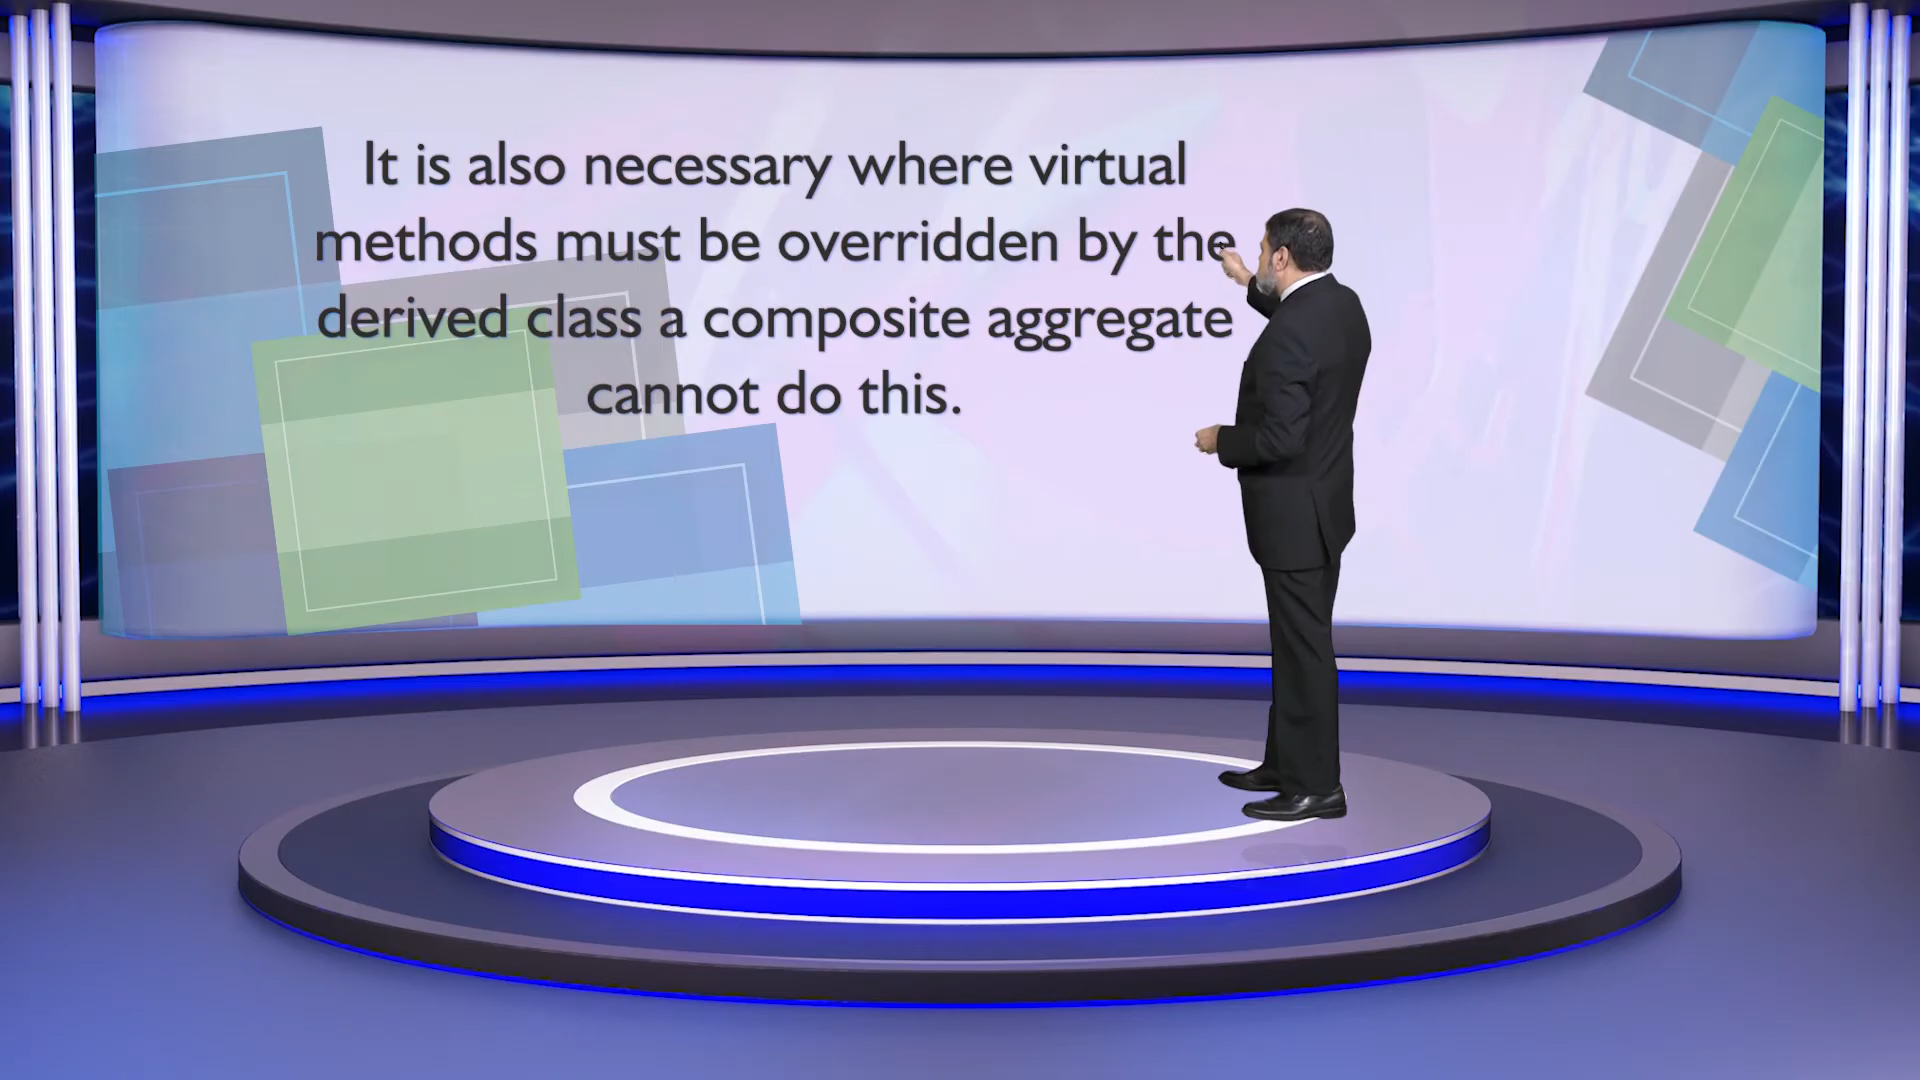 It is also necessary where virtual
methods must be overridden by the
derived class a composite aggregate
cannot do this.